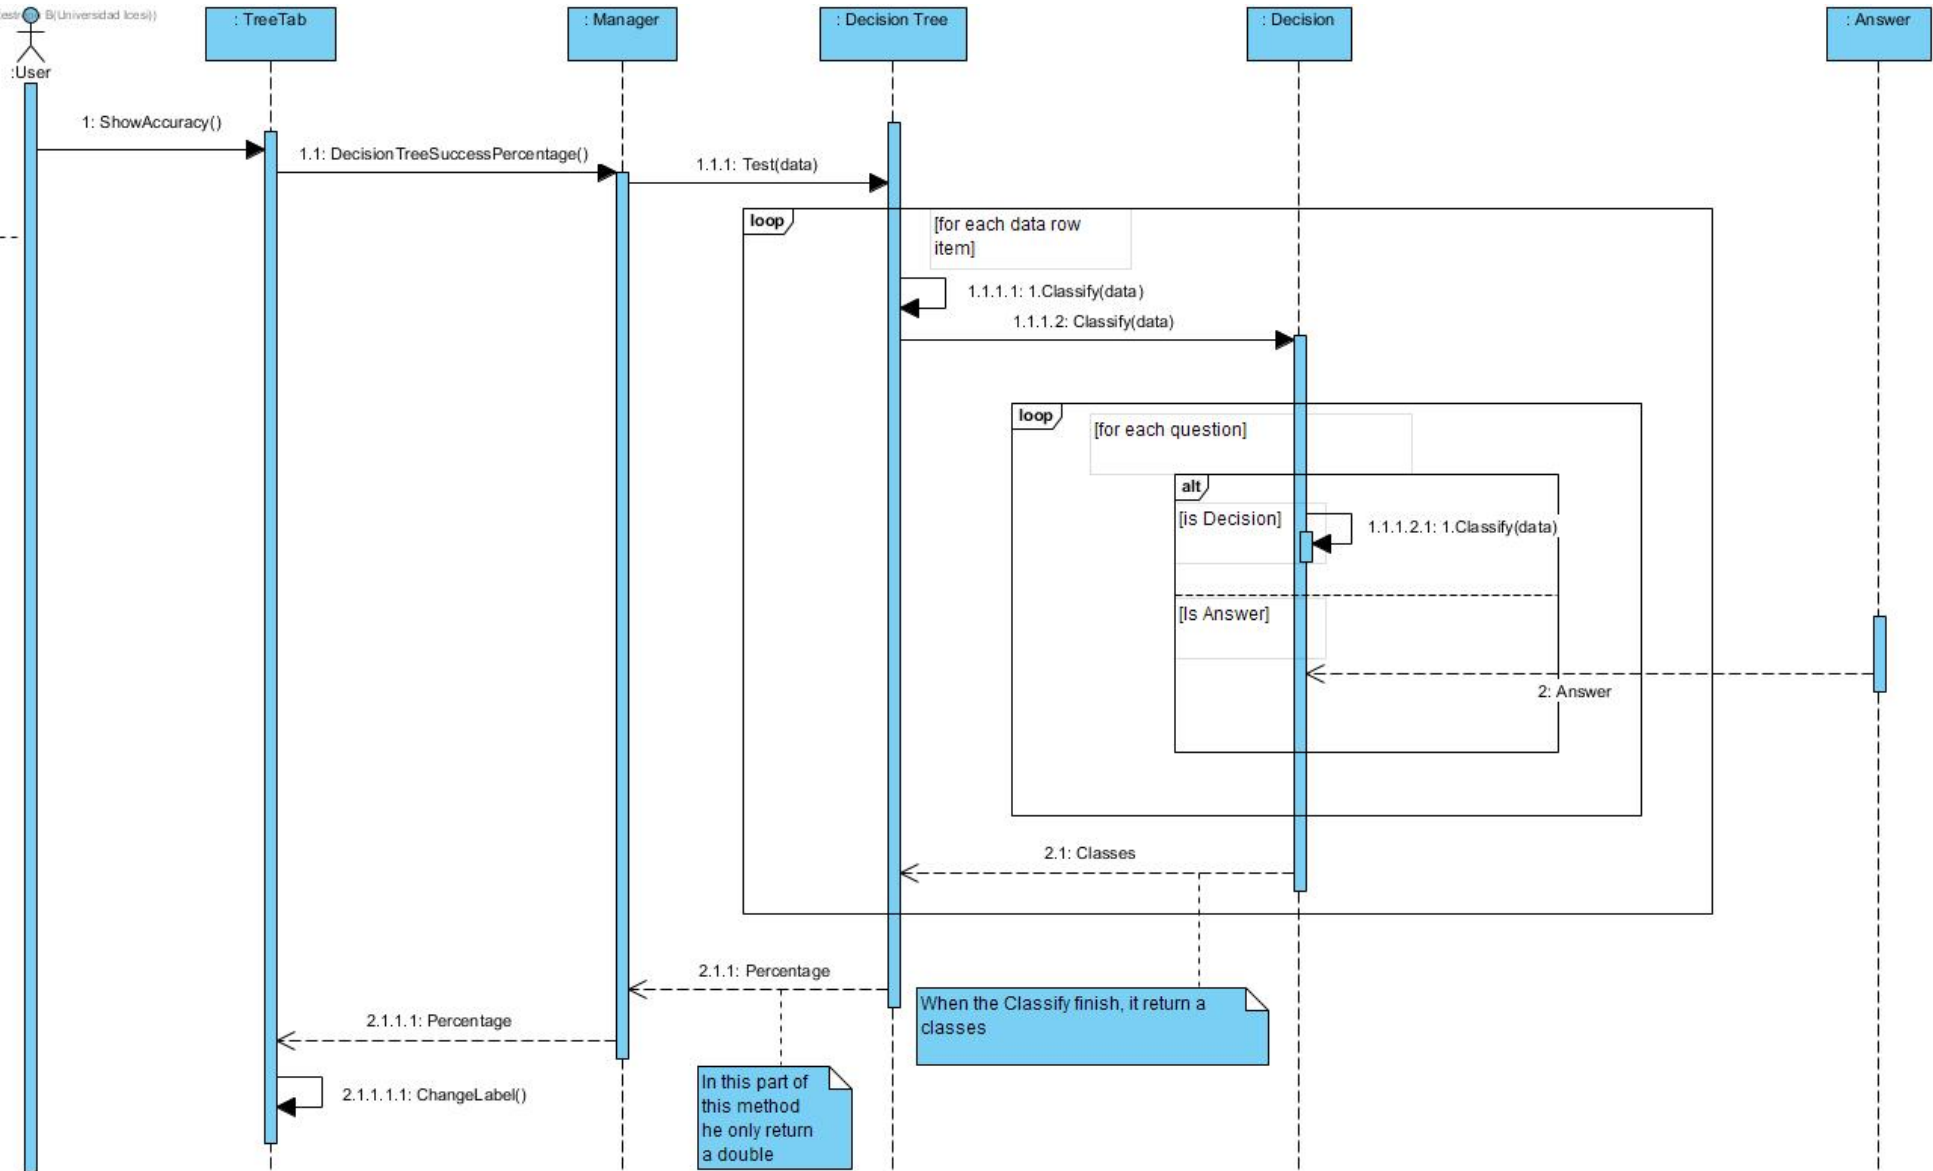 B(Universidad Icesi))
:User
: TreeTab
: Manager
: Decision Tree
: Decision
: Answer
1: ShowAccuracy()
1.1: DecisionTreeSuccessPercentage()
1.1.1: Test(data)
loop
[for each data row
item]
1.1.1.1: 1.Classify(data)
1.1.1.2: Classify(data)
loop
[for each question]
alt
[is Decision]
1.1.1.2.1: 1.Classify(data)
[Is Answer]
2: Answer
2.1: Classes
2.1.1: Percentage
When the Classify finish, it return a
classes
2.1.1.1: Percentage
In this part of
this method
he only return
a double
2.1.1.1.1: ChangeLabel()